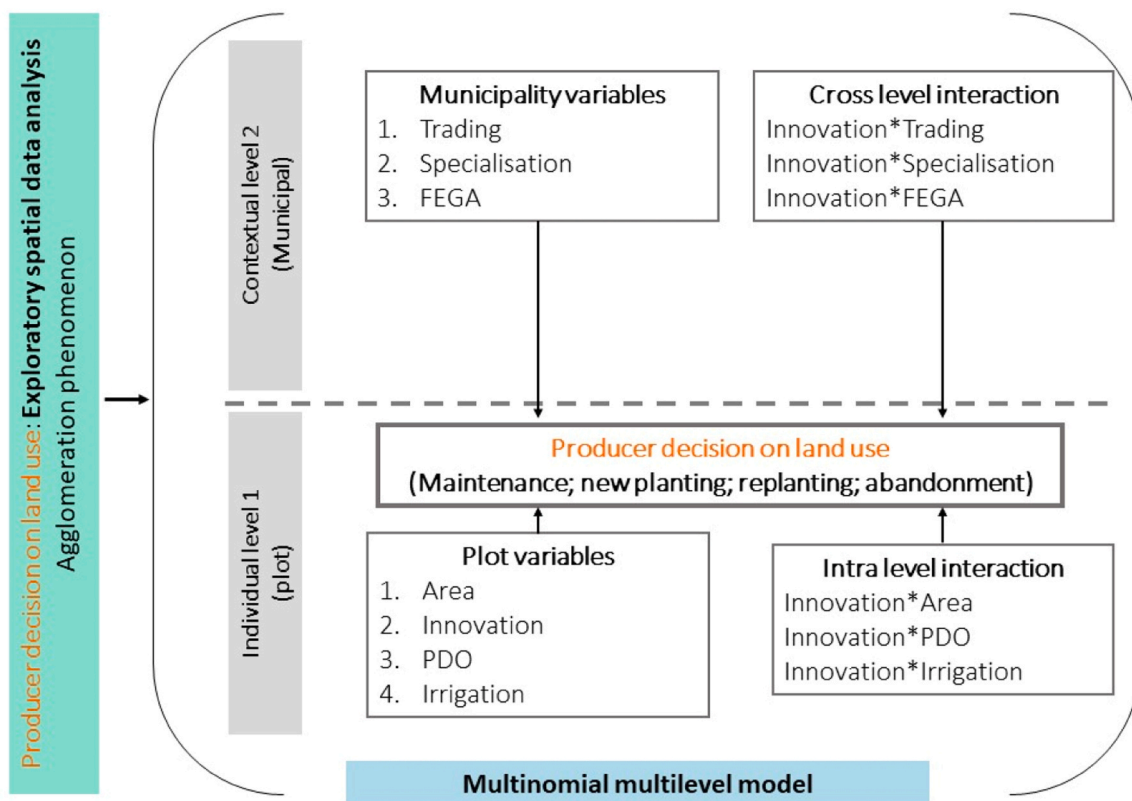 Producer decision on land use: Exploratory spatial data analysis
Agglomeration phenomenon
Contextual level 2
(Municipal)
Municipality variables
1. Trading
2. Specialisation
3. FEGA
Cross level interaction
Innovation*Trading
Innovation*Specialisation
Innovation*FEGA
Individual level 1
(plot)
Producer decision on land use
(Maintenance; new planting; replanting; abandonment)
Plot variables
1. Area
2. Innovation
3. PDO
4. Irrigation
Intra level interaction
Innovation*Area
Innovation*PDO
Innovation*Irrigation
Multinomial multilevel model